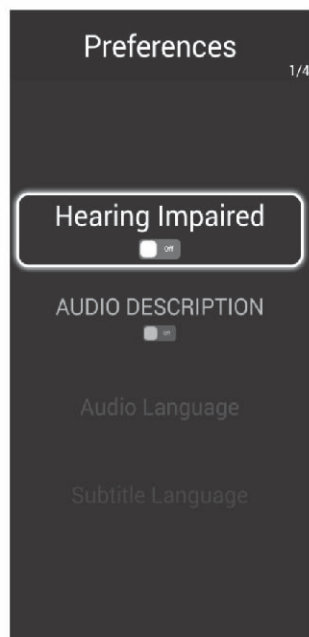 Preferences
1/4
Hearing Impaired
Off
AUDIO DESCRIPTION
Off
Audio Language
Subtitle Language